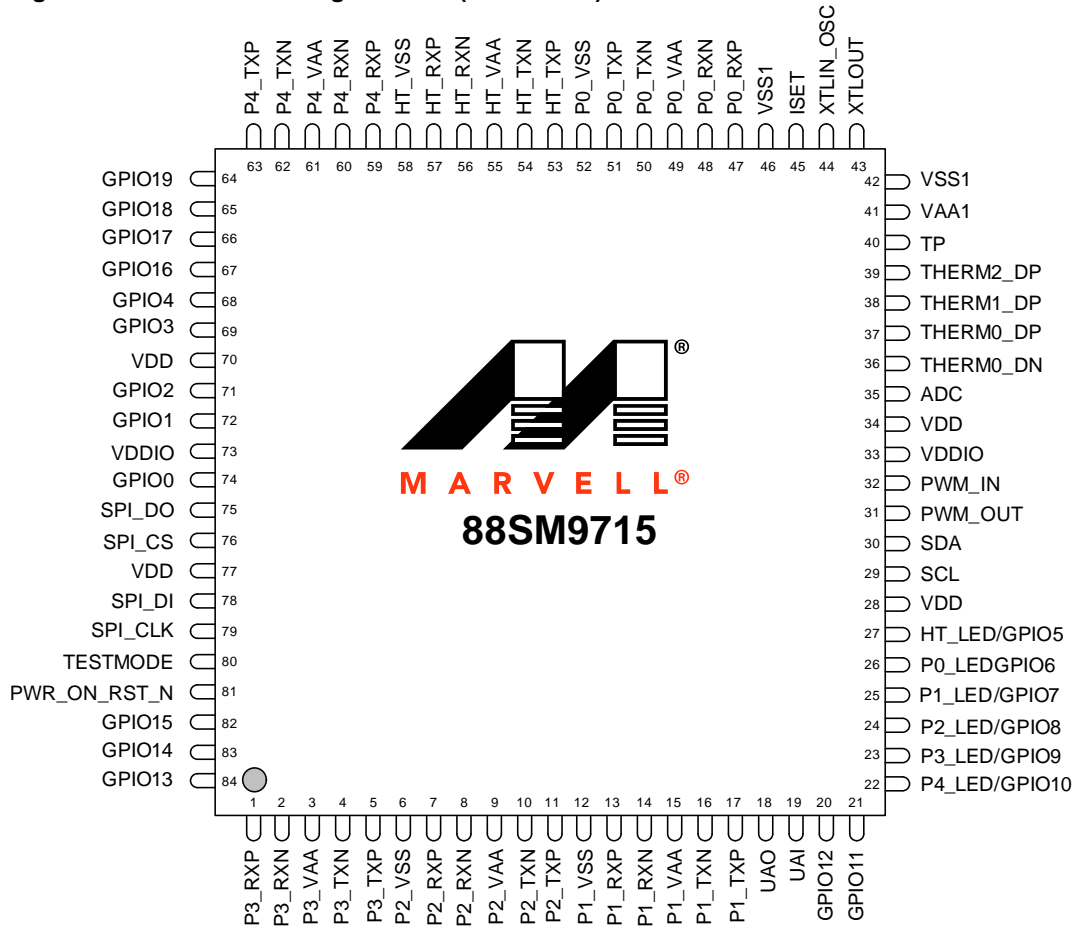 P4_TXP
P4_TXN
P4_VAA
P4_RXN
P4_RXP
HT_VSS
HT_RXP
HT_RXN
HT_VAA
HT_TXN
HT_TXP
P0_VSS
P0_TXP
P0_TXN
P0_VAA
P0_RXN
P0_RXP
VSS1
ISET
XTLIN_OSC
XTLOUT
63 62 61 60 59 58 57 56 55 54 53 52 51 50 49 48 47 46 45 44 43
GPIO19 64
GPIO18 65
GPIO17 66
GPIO16 67
GPIO4 68
GPIO3 69
VDD 70
GPIO2 71
GPIO1 72
VDDIO 73
GPIO0 74
SPI_DO 75
SPI_CS 76
VDD 77
SPI_DI 78
SPI_CLK 79
TESTMODE 80
PWR_ON_RST_N 81
GPIO15 82
GPIO14 83
GPIO13 84
®
MARVELL®
88SM9715
42 VSS1
41 VAA1
40 TP
39 THERM2_DP
38 THERM1_DP
37 THERM0_DP
36 THERM0_DN
35 ADC
34 VDD
33 VDDIO
32 PWM_IN
31 PWM_OUT
30 SDA
29 SCL
28 VDD
27 HT_LED/GPIO5
26 P0_LEDGPIO6
25 P1_LED/GPIO7
24 P2_LED/GPIO8
23 P3_LED/GPIO9
22 P4_LED/GPIO10
1 2 3 4 5 6 7 8 9 10 11 12 13 14 15 16 17 18 19 20 21
P3_RXP
P3_RXN
P3_VAA
P3_TXN
P3_TXP
P2_VSS
P2_RXP
P2_RXN
P2_VAA
P2_TXN
P2_TXP
P1_VSS
P1_RXP
P1_RXN
P1_VAA
P1_TXN
P1_TXP
UAO
UAI
GPIO12
GPIO11